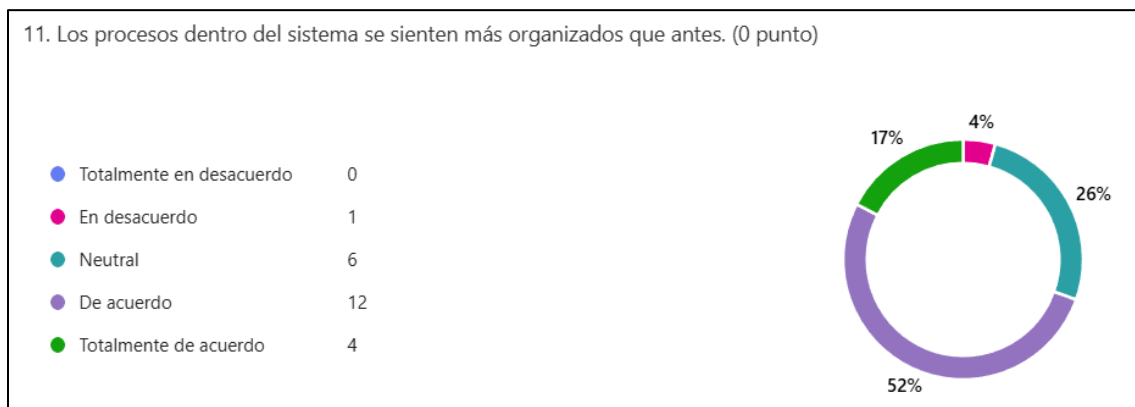 11. Los procesos dentro del sistema se sienten más organizados que antes. (0 punto)
Totalmente en desacuerdo 0
En desacuerdo 1
Neutral 6
De acuerdo 12
Totalmente de acuerdo 4
4%
17%
26%
52%